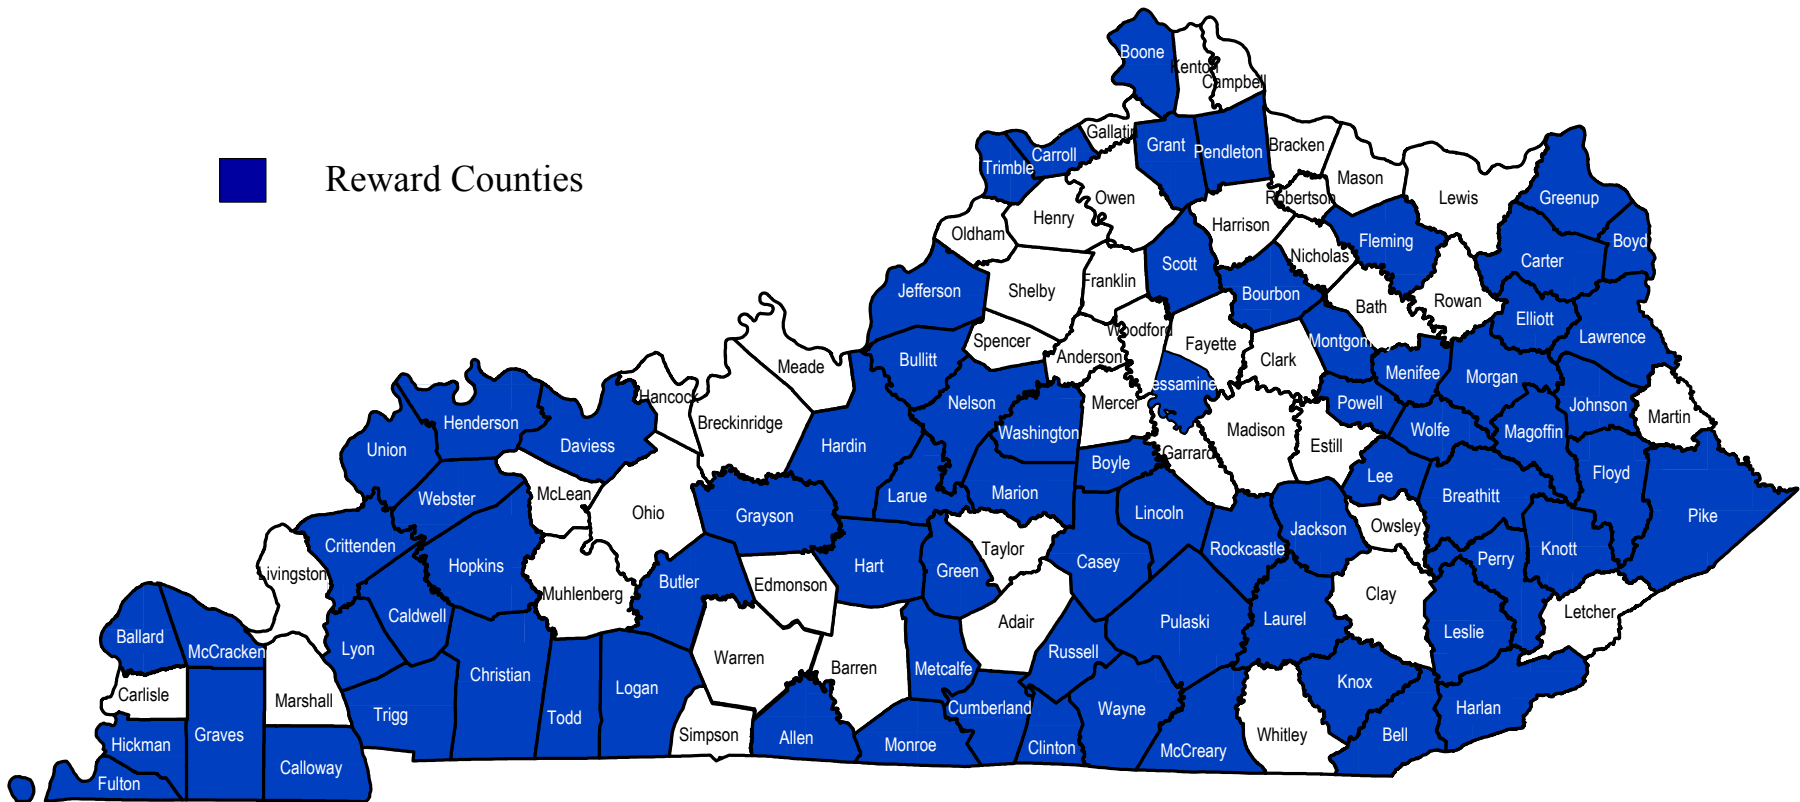 Reward Counties
Boone
Kenton
Campbell
Gallatin
Carroll
Trimble
Grant
Pendleton
Bracken
Mason
Lewis
Greenup
Boyd
Owen
Henry
Oldham
Harrison
Robertson
Nicholas
Fleming
Rowan
Carter
Elliott
Lawrence
Jefferson
Shelby
Franklin
Scott
Bourbon
Bath
Spencer
Anderson
Woodford
Fayette
Clark
Montgom
Menifee
Morgan
Johnson
Martin
Bullitt
Meade
Hancock
Breckinridge
Nelson
Mercer
essamine
Madison
Estill
Powell
Wolfe
Magoffin
Floyd
Pike
Henderson
Union
Daviess
Hardin
Washington
Boyle
Garrard
Lee
Breathitt
Webster
McLean
Ohio
Grayson
Larue
Marion
Lincoln
Rockcastle
Jackson
Owsley
Perry
Knott
Crittenden
Livingston
Hopkins
Muhlenberg
Butler
Edmonson
Hart
Green
Taylor
Casey
Pulaski
Laurel
Clay
Leslie
Letcher
Ballard
McCracken
Lyon
Caldwell
Christian
Warren
Barren
Metcalfe
Adair
Russell
Knox
Harlan
Carlisle
Marshall
Trigg
Todd
Logan
Simpson
Allen
Monroe
Cumberland
Clinton
Wayne
McCreary
Whitley
Bell
Hickman
Graves
Calloway
Fulton